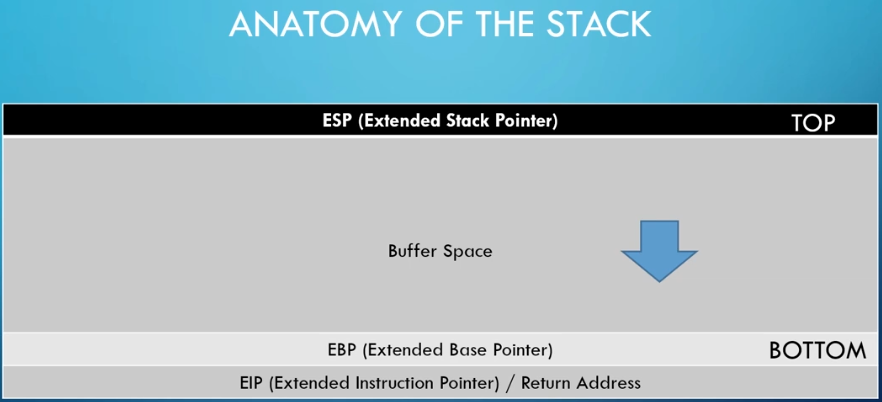 ANATOMY OF THE STACK
ESP (Extended Stack Pointer) TOP
Buffer Space
EBP (Extended Base Pointer) BOTTOM
EIP (Extended Instruction Pointer) / Return Address